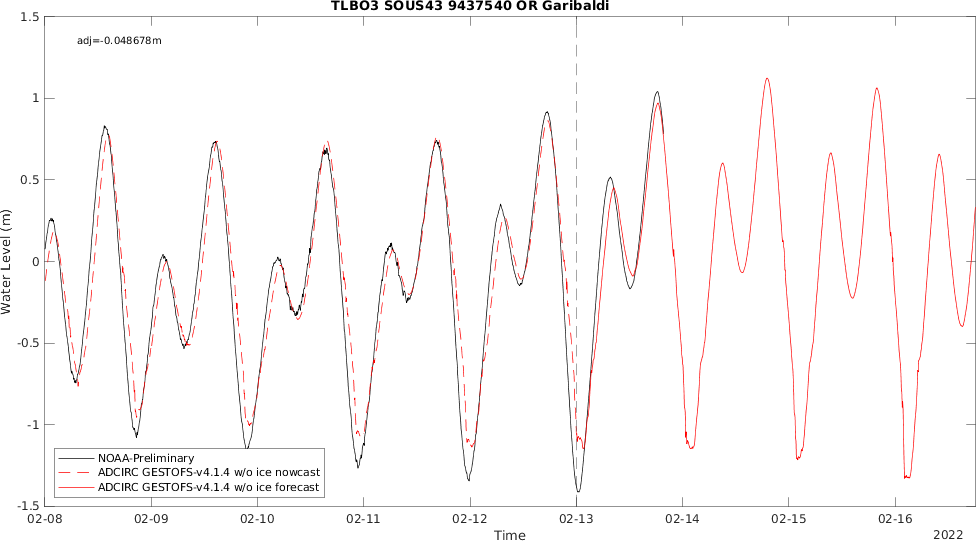 TLBO3 SOUS43 9437540 OR Garibaldi
adj=-0.048678m
1.5
1
0.5
0
-0.5
-1
-1.5
Water Level (m)
NOAA-Preliminary
ADCIRC GESTOFS-v4.1.4 w/o ice nowcast
ADCIRC GESTOFS-v4.1.4 w/o ice forecast
02-08 02-09 02-10 02-11 02-12 02-13 02-14 02-15 02-16
Time
2022